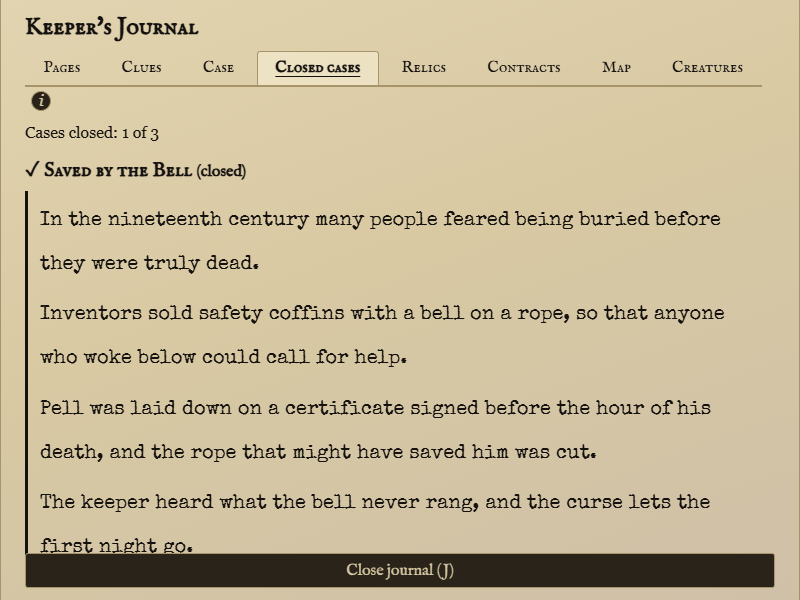 Keeper's Journal
Pages Clues Case Closed cases Relics Contracts Map Creatures
i
Cases closed: 1 of 3
✓ Saved by the Bell (closed)
In the nineteenth century many people feared being buried before
they were truly dead.
Inventors sold safety coffins with a bell on a rope, so that anyone
who woke below could call for help.
Pell was laid down on a certificate signed before the hour of his
death, and the rope that might have saved him was cut.
The keeper heard what the bell never rang, and the curse lets the
first night go.
Close journal (J)